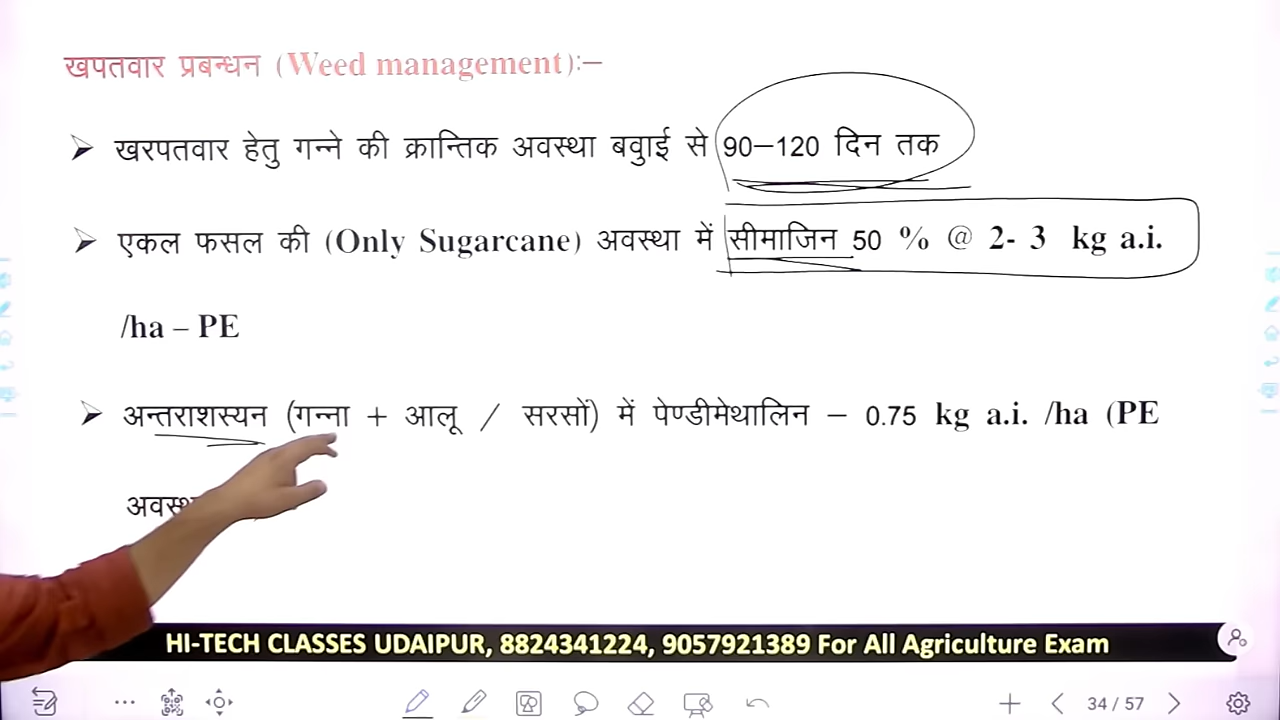 खपतवार प्रबन्धन (Weed management):–
➢ खरपतवार हेतु गन्ने की क्रान्तिक अवस्था बवुाई से 90–120 दिन तक
➢ एकल फसल की (Only Sugarcane) अवस्था में सीमाजिन 50 % @ 2- 3 kg a.i.
/ha – PE
➢ अन्तराशस्यन (गन्ना + आलू / सरसों) में पेण्डीमेथालिन – 0.75 kg a.i. /ha (PE
HI-TECH CLASSES UDAIPUR, 8824341224, 9057921389 For All Agriculture Exam
34 / 57